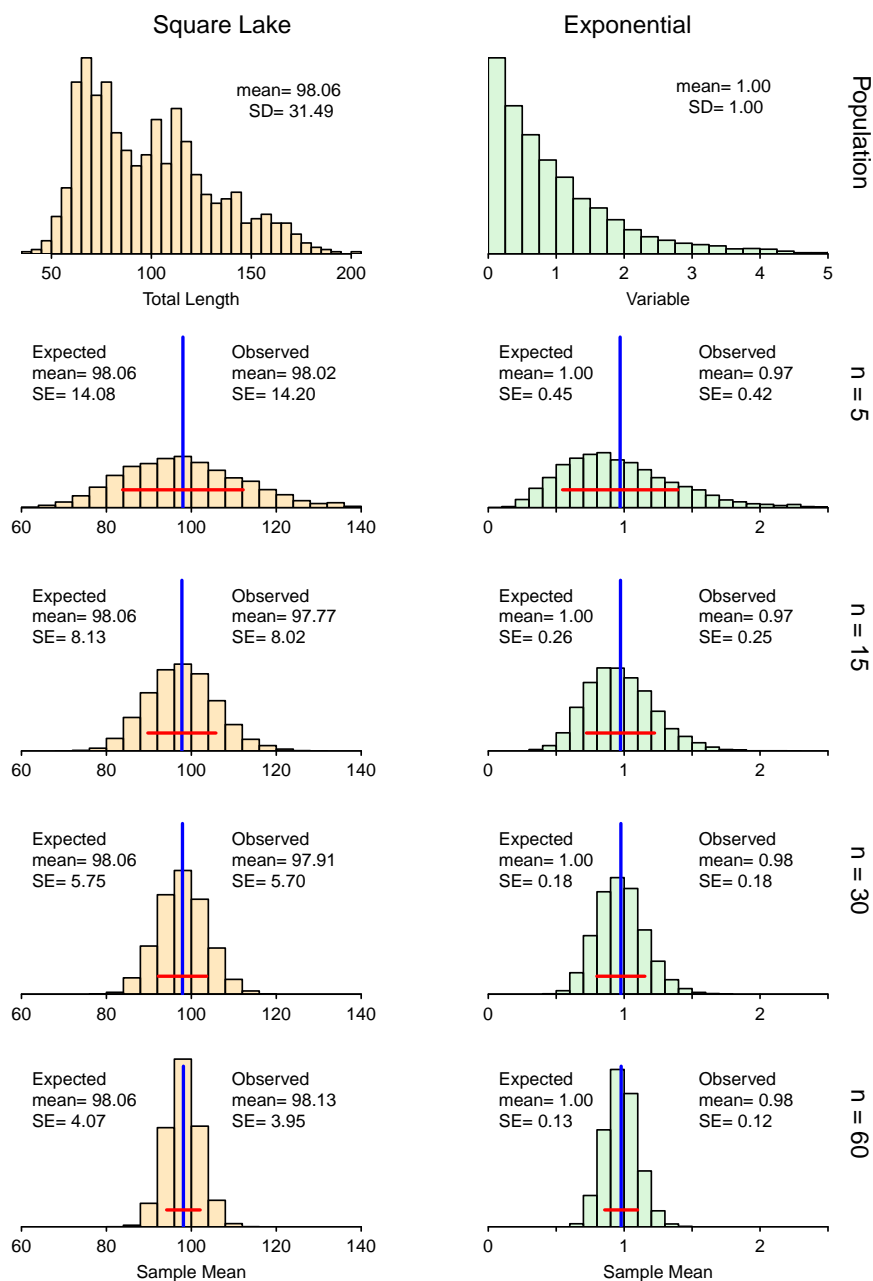 Square Lake
Exponential
mean= 98.06
SD= 31.49
mean= 1.00
SD= 1.00
Population
50 100 150 200
Total Length
0 1 2 3 4 5
Variable
Expected
mean= 98.06
SE= 14.08
Observed
mean= 98.02
SE= 14.20
60 80 100 120 140
Expected
mean= 1.00
SE= 0.45
Observed
mean= 0.97
SE= 0.42
0 1 2
n = 5
Expected
mean= 98.06
SE= 8.13
Observed
mean= 97.77
SE= 8.02
60 80 100 120 140
Expected
mean= 1.00
SE= 0.26
Observed
mean= 0.97
SE= 0.25
0 1 2
n = 15
Expected
mean= 98.06
SE= 5.75
Observed
mean= 97.91
SE= 5.70
60 80 100 120 140
Expected
mean= 1.00
SE= 0.18
Observed
mean= 0.98
SE= 0.18
0 1 2
n = 30
Expected
mean= 98.06
SE= 4.07
Observed
mean= 98.13
SE= 3.95
60 80 100 120 140
Sample Mean
Expected
mean= 1.00
SE= 0.13
Observed
mean= 0.98
SE= 0.12
0 1 2
Sample Mean
n = 60